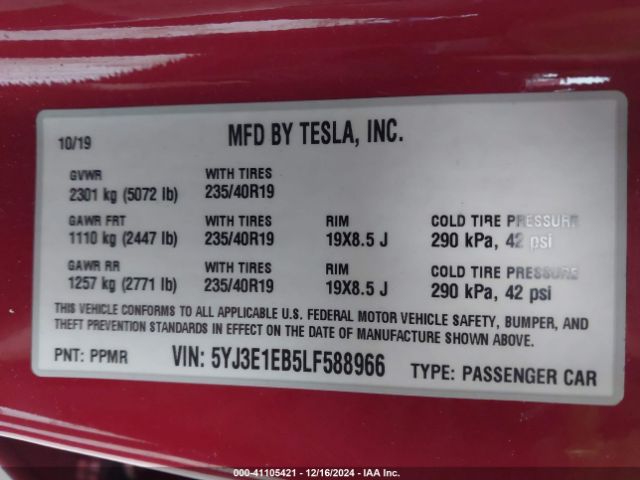 10/19 MFD BY TESLA, INC.
GVWR WITH TIRES
2301 kg (5072 lb) 235/40R19
GAWR FRT WITH TIRES RIM COLD TIRE PRESSURE
1110 kg (2447 lb) 235/40R19 19X8.5 J 290 kPa, 42 psi
GAWR RR WITH TIRES RIM COLD TIRE PRESSURE
1257 kg (2771 lb) 235/40R19 19X8.5 J 290 kPa, 42 psi
THIS VEHICLE CONFORMS TO ALL APPLICABLE U.S. FEDERAL MOTOR VEHICLE SAFETY, BUMPER, AND
THEFT PREVENTION STANDARDS IN EFFECT ON THE DATE OF MANUFACTURE SHOWN ABOVE.
PNT: PPMR VIN: 5YJ3E1EB5LF588966 TYPE: PASSENGER CAR
000-41105421 - 12/16/2024 - IAA Inc.